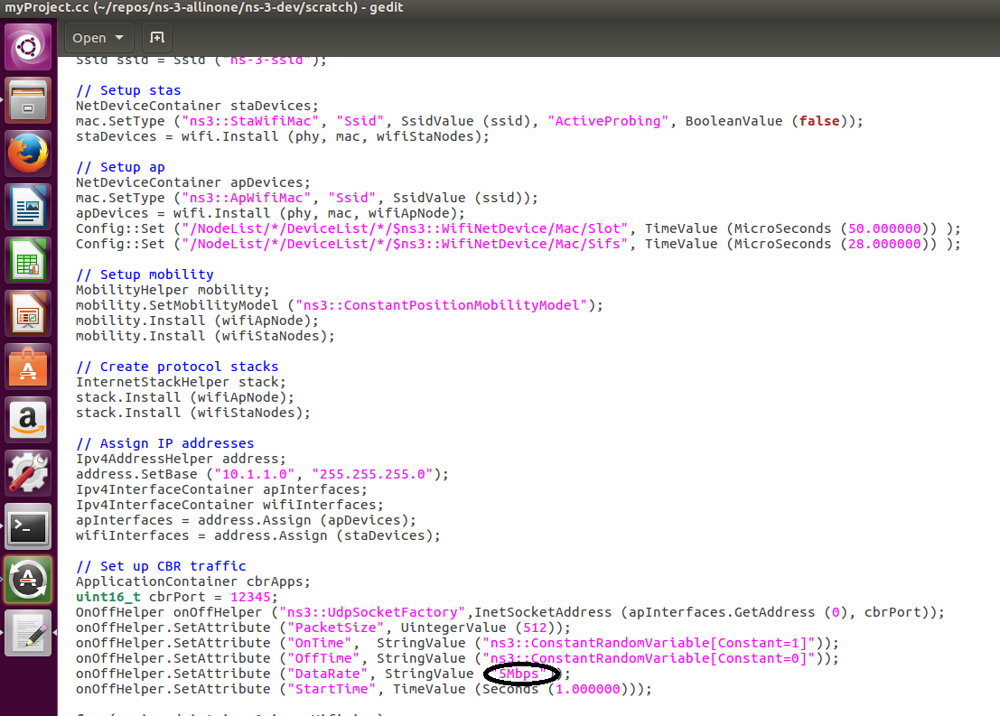 myProject.cc (~/repos/ns-3-allinone/ns-3-dev/scratch) - gedit
Open
Ssid ssid = Ssid ("ns-3-ssid");
// Setup stas
NetDeviceContainer staDevices;
mac.SetType ("ns3::StaWifiMac", "Ssid", SsidValue (ssid), "ActiveProbing", BooleanValue (false));
staDevices = wifi.Install (phy, mac, wifiStaNodes);
// Setup ap
NetDeviceContainer apDevices;
mac.SetType ("ns3::ApWifiMac", "Ssid", SsidValue (ssid));
apDevices = wifi.Install (phy, mac, wifiApNode);
Config::Set ("/NodeList/*/DeviceList/*/$ns3::WifiNetDevice/Mac/Slot", TimeValue (MicroSeconds (50.000000)) );
Config::Set ("/NodeList/*/DeviceList/*/$ns3::WifiNetDevice/Mac/Sifs", TimeValue (MicroSeconds (28.000000)) );
// Setup mobility
MobilityHelper mobility;
mobility.SetMobilityModel ("ns3::ConstantPositionMobilityModel");
mobility.Install (wifiApNode);
mobility.Install (wifiStaNodes);
// Create protocol stacks
InternetStackHelper stack;
stack.Install (wifiApNode);
stack.Install (wifiStaNodes);
// Assign IP addresses
Ipv4AddressHelper address;
address.SetBase ("10.1.1.0", "255.255.255.0");
Ipv4InterfaceContainer apInterfaces;
Ipv4InterfaceContainer wifiInterfaces;
apInterfaces = address.Assign (apDevices);
wifiInterfaces = address.Assign (staDevices);
// Set up CBR traffic
ApplicationContainer cbrApps;
uint16_t cbrPort = 12345;
OnOffHelper onOffHelper ("ns3::UdpSocketFactory",InetSocketAddress (apInterfaces.GetAddress (0), cbrPort));
onOffHelper.SetAttribute ("PacketSize", UintegerValue (512));
onOffHelper.SetAttribute ("OnTime",  StringValue ("ns3::ConstantRandomVariable[Constant=1]"));
onOffHelper.SetAttribute ("OffTime", StringValue ("ns3::ConstantRandomVariable[Constant=0]"));
onOffHelper.SetAttribute ("DataRate", StringValue ("5Mbps"));
onOffHelper.SetAttribute ("StartTime", TimeValue (Seconds (1.000000)));